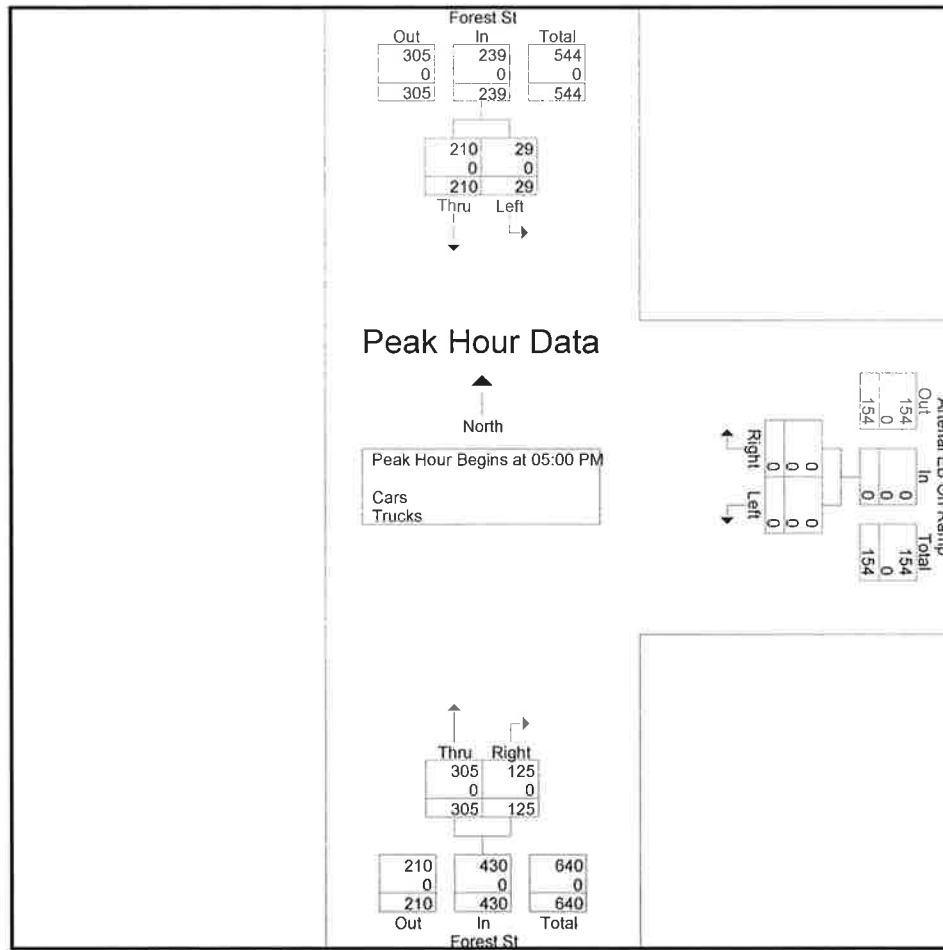 Forest St
Out In Total
305 239 544
0 0 0
305 239 544
210 29
0 0
210 29
Thru Left
Peak Hour Data
North
Peak Hour Begins at 05:00 PM
Cars
Trucks
Right Left
0 0
0 0
0 0
Out In Total
154 0 154
0 0 0
154 0 154
Ramp
Thru Right
305 125
0 0
305 125
210 430 640
0 0 0
210 430 640
Out In Total
Forest St